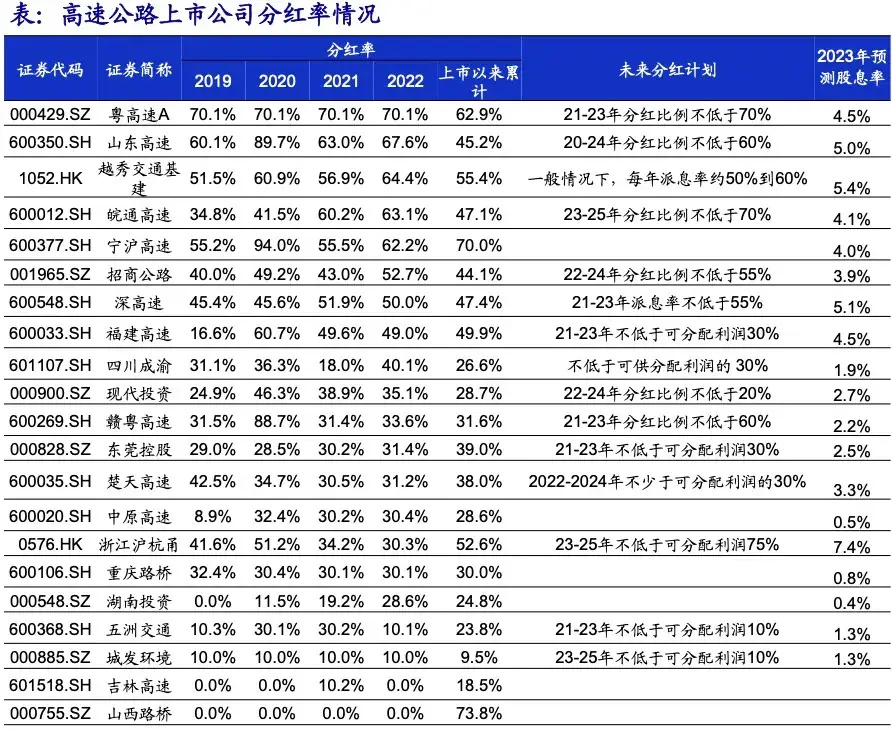 表：高速公路上市公司分红率情况
证券代码 证券简称 分红率 未来分红计划 2023年预测股息率
2019 2020 2021 2022 上市以来累计
000429.SZ 粤高速A 70.1% 70.1% 70.1% 70.1% 62.9% 21-23年分红比例不低于70% 4.5%
600350.SH 山东高速 60.1% 89.7% 63.0% 67.6% 45.2% 20-24年分红比例不低于60% 5.0%
1052.HK 越秀交通基建 51.5% 60.9% 56.9% 64.4% 55.4% 一般情况下，每年派息率约50%到60% 5.4%
600012.SH 皖通高速 34.8% 41.5% 60.2% 63.1% 47.1% 23-25年分红比例不低于70% 4.1%
600377.SH 宁沪高速 55.2% 94.0% 55.5% 62.2% 70.0% 4.0%
001965.SZ 招商公路 40.0% 49.2% 43.0% 52.7% 44.1% 22-24年分红比例不低于55% 3.9%
600548.SH 深高速 45.4% 45.6% 51.9% 50.0% 47.4% 21-23年派息率不低于55% 5.1%
600033.SH 福建高速 16.6% 60.7% 49.6% 49.0% 49.9% 21-23年不低于可分配利润30% 4.5%
601107.SH 四川成渝 31.1% 36.3% 18.0% 40.1% 26.6% 不低于可供分配利润的 30% 1.9%
000900.SZ 现代投资 24.9% 46.3% 38.9% 35.1% 28.7% 22-24年分红比例不低于20% 2.7%
600269.SH 赣粤高速 31.5% 88.7% 31.4% 33.6% 31.6% 21-23年分红比例不低于60% 2.2%
000828.SZ 东莞控股 29.0% 28.5% 30.2% 31.4% 39.0% 21-23年不低于可分配利润30% 2.5%
600035.SH 楚天高速 42.5% 34.7% 30.5% 31.2% 38.0% 2022-2024年不少于可分配利润的30% 3.3%
600020.SH 中原高速 8.9% 32.4% 30.2% 30.4% 28.6% 0.5%
0576.HK 浙江沪杭甬 41.6% 51.2% 34.2% 30.3% 52.6% 23-25年不低于可分配利润75% 7.4%
600106.SH 重庆路桥 32.4% 30.4% 30.1% 30.1% 30.0% 0.8%
000548.SZ 湖南投资 0.0% 11.5% 19.2% 28.6% 24.8% 0.4%
600368.SH 五洲交通 10.3% 30.1% 30.2% 10.1% 23.8% 21-23年不低于可分配利润10% 1.3%
000885.SZ 城发环境 10.0% 10.0% 10.0% 10.0% 9.5% 23-25年不低于可分配利润10% 1.3%
601518.SH 吉林高速 0.0% 0.0% 10.2% 0.0% 18.5%
000755.SZ 山西路桥 0.0% 0.0% 0.0% 0.0% 73.8%